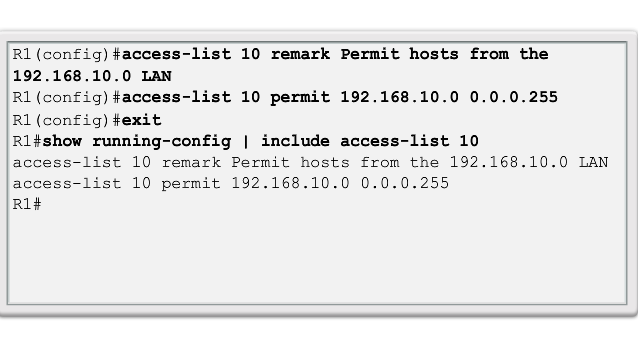 R1(config)#access-list 10 remark Permit hosts from the
192.168.10.0 LAN
R1(config)#access-list 10 permit 192.168.10.0 0.0.0.255
R1(config)#exit
R1#show running-config | include access-list 10
access-list 10 remark Permit hosts from the 192.168.10.0 LAN
access-list 10 permit 192.168.10.0 0.0.0.255
R1#